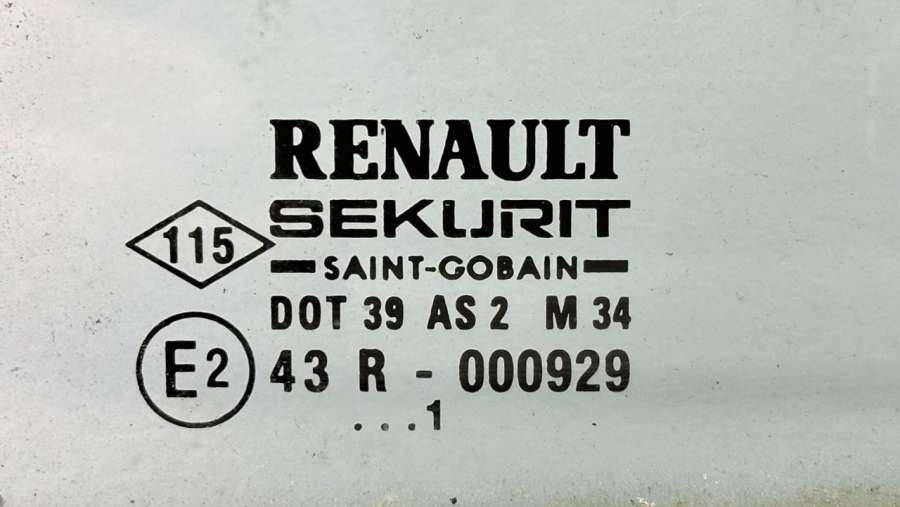 RENAULT
SEKURIT
SAINT-GOBAIN
115
DOT 39 AS 2 M 34
E2
43 R - 000929
...1